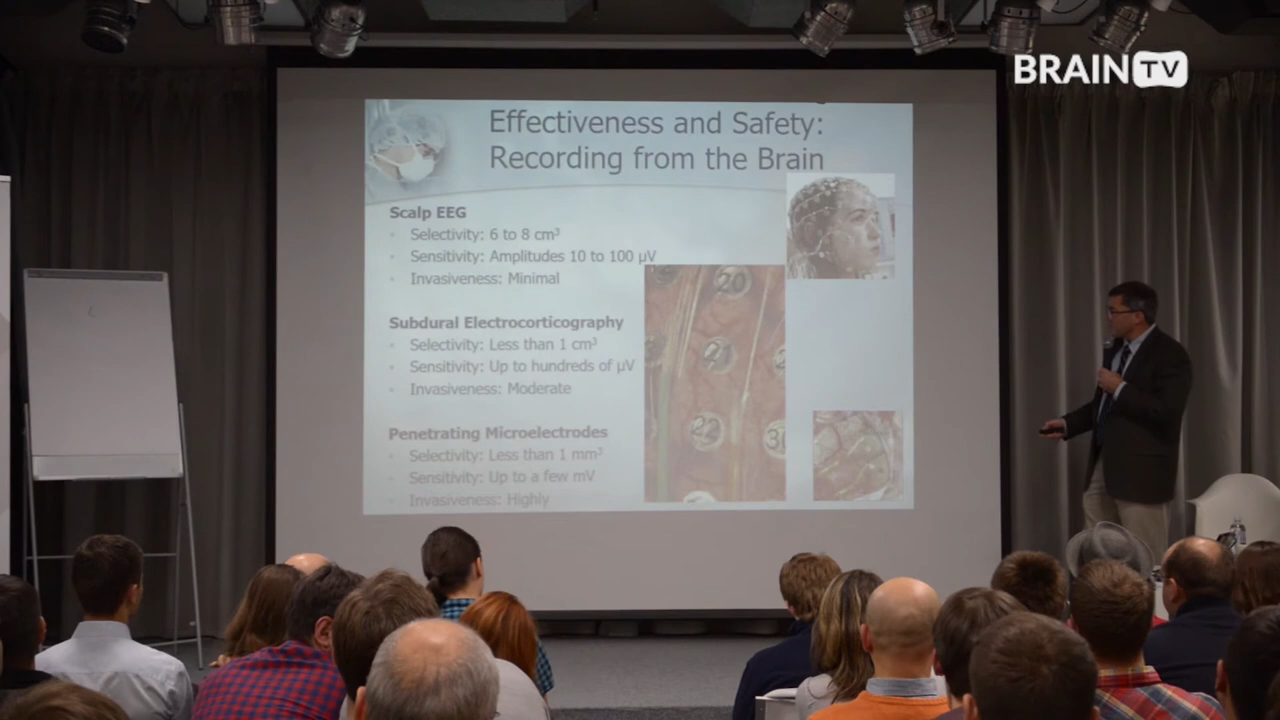 BRAIN TV
Effectiveness and Safety:
Recording from the Brain
Scalp EEG
Selectivity: 6 to 8 cm³
Sensitivity: Amplitudes 10 to 100 µV
Invasiveness: Minimal
Subdural Electrocorticography
Selectivity: Less than 1 cm³
Sensitivity: Up to hundreds of µV
Invasiveness: Moderate
Penetrating Microelectrodes
Selectivity: Less than 1 mm³
Sensitivity: Up to a few mV
Invasiveness: Highly
20
21
22